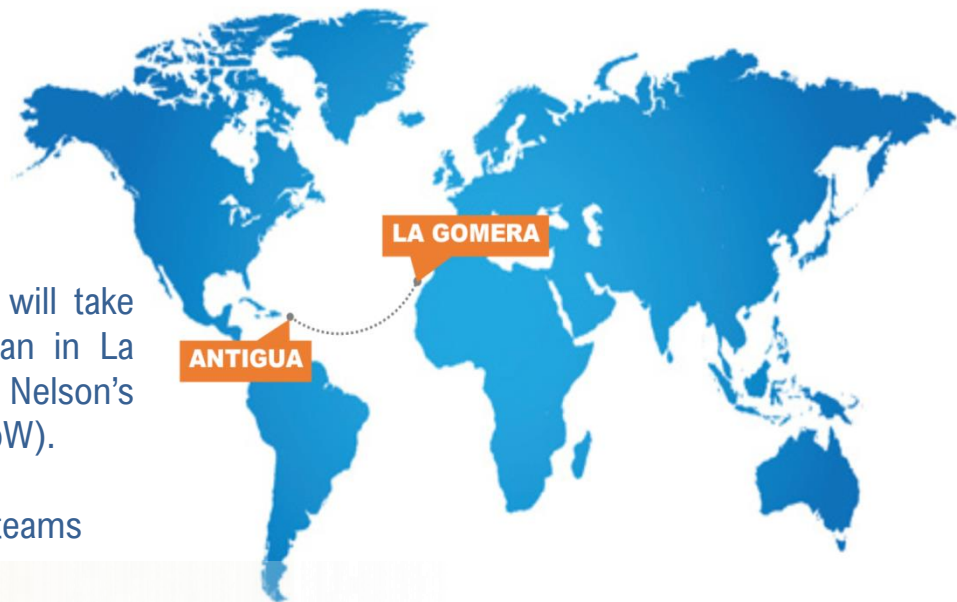 LA GOMERA
will take
an in La
ANTIGUA
Nelson's
W).
teams